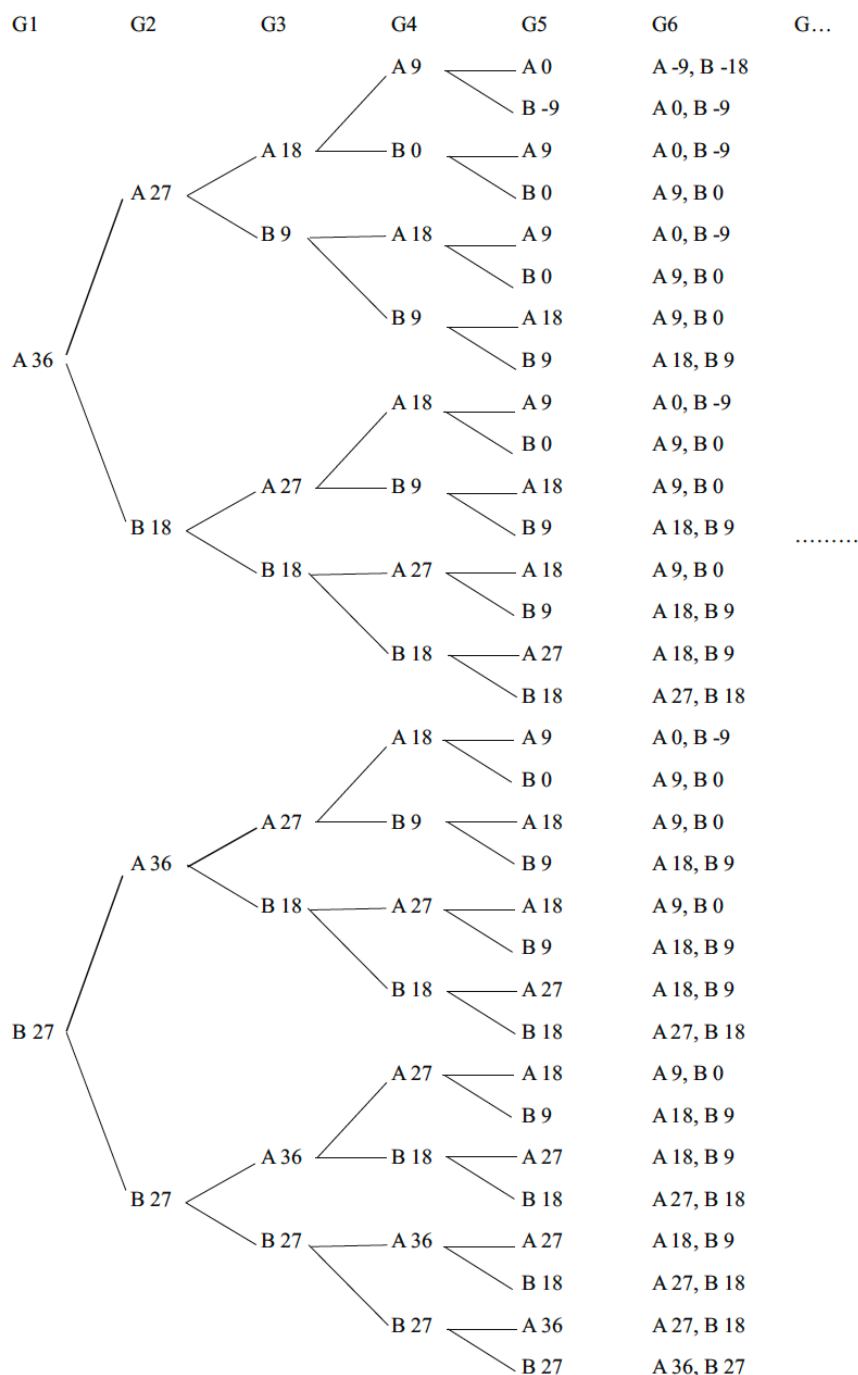 G1 G2 G3 G4 G5 G6 G…
A 9 A 0 A -9, B -18
B -9 A 0, B -9
A 18 B 0 A 9 A 0, B -9
A 27 B 0 A 9, B 0
B 9 A 18 A 9 A 0, B -9
B 0 A 9, B 0
B 9 A 18 A 9, B 0
A 36 B 9 A 18, B 9
A 18 A 9 A 0, B -9
B 0 A 9, B 0
A 27 B 9 A 18 A 9, B 0
B 18 B 9 A 18, B 9 ………
B 18 A 27 A 18 A 9, B 0
B 9 A 18, B 9
B 18 A 27 A 18, B 9
B 18 A 27, B 18
A 18 A 9 A 0, B -9
B 0 A 9, B 0
A 27 B 9 A 18 A 9, B 0
A 36 B 9 A 18, B 9
B 18 A 27 A 18 A 9, B 0
B 9 A 18, B 9
B 18 A 27 A 18, B 9
B 27 B 18 A 27, B 18
A 27 A 18 A 9, B 0
B 9 A 18, B 9
A 36 B 18 A 27 A 18, B 9
B 27 B 18 A 27, B 18
B 27 A 36 A 27 A 18, B 9
B 18 A 27, B 18
B 27 A 36 A 27, B 18
B 27 A 36, B 27